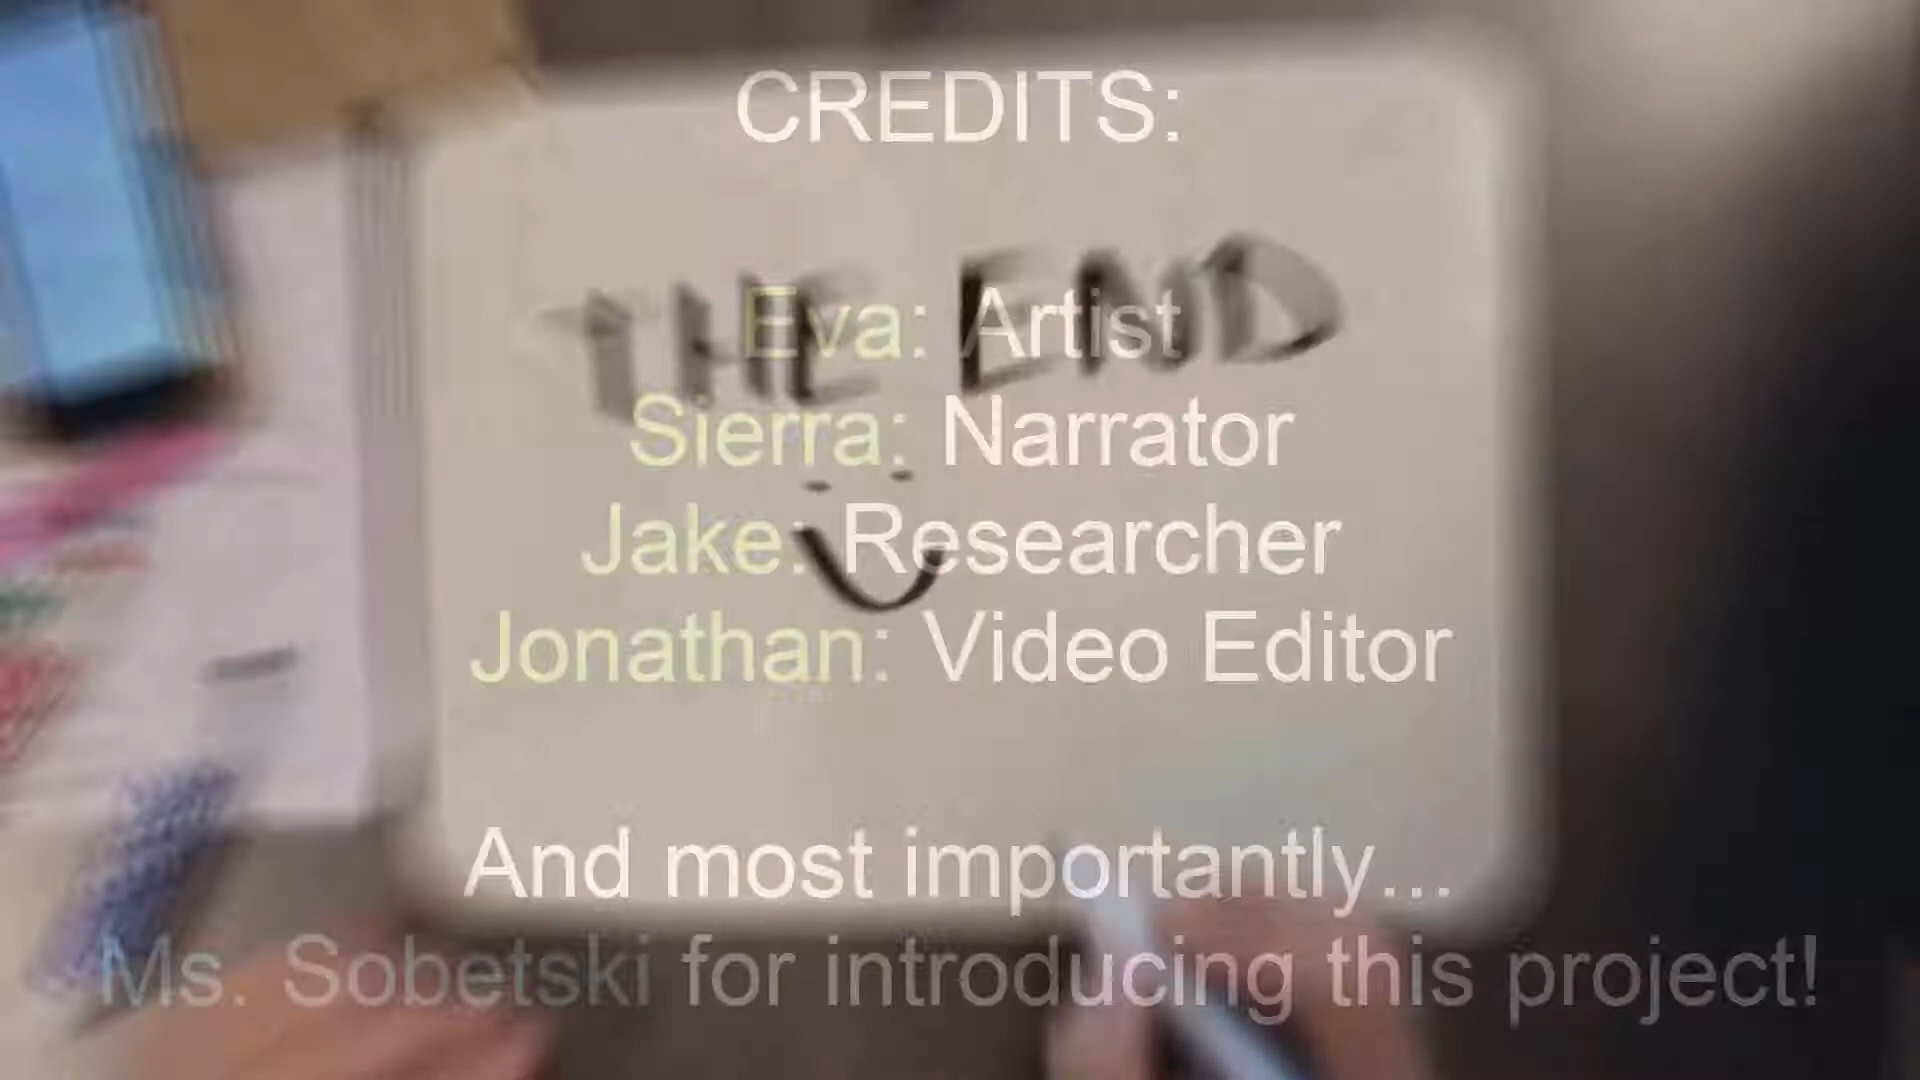 CREDITS:
THE END
Eva: Artist
Sierra: Narrator
Jake: Researcher
Jonathan: Video Editor
And most importantly...
Ms. Sobetski for introducing this project!